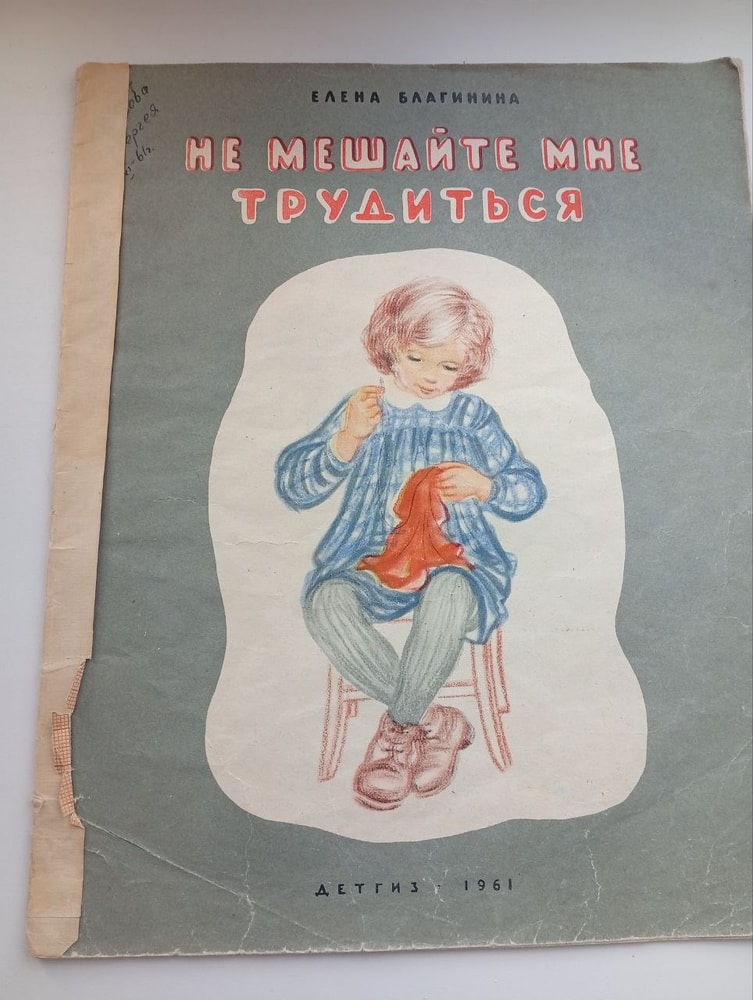 ЕЛЕНА БЛАГИНИНА
НЕ МЕШАЙТЕ МНЕ
ТРУДИТЬСЯ
ДЕТГИЗ · 1961